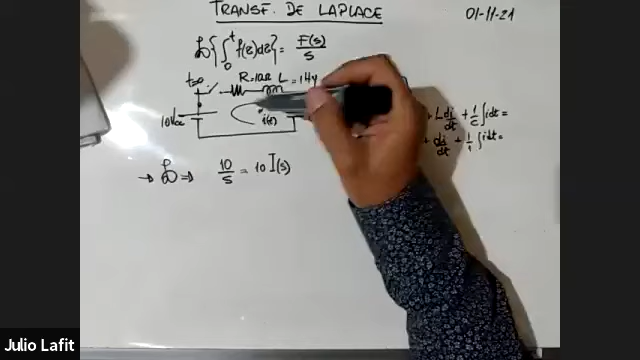 TRANSF. DE LAPLACE
01-11-21
L{∫₀ᵗ f(z)dz} = F(s)/s
t=0
R=10Ω L=1Hy
10Vcc
i(t)
+ L di/dt + 1/C ∫idt =
+ di/dt + 1/1 ∫idt =
→ L ⇒ 10/s = 10 I(s)
Julio Lafit